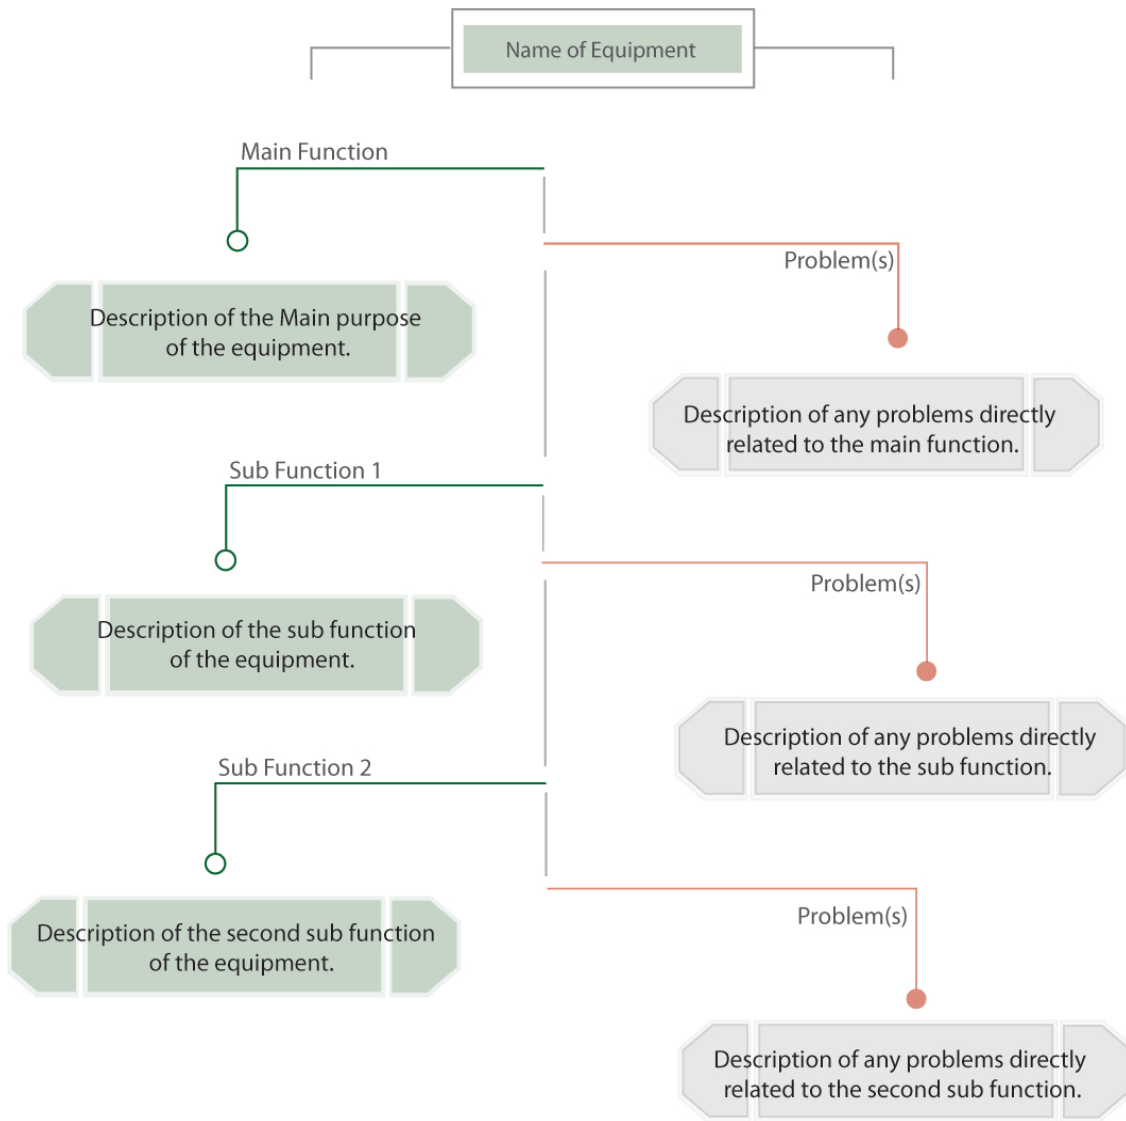 Name of Equipment
Main Function
Problem(s)
Description of the Main purpose
of the equipment.
Description of any problems directly
related to the main function.
Sub Function 1
Problem(s)
Description of the sub function
of the equipment.
Description of any problems directly
related to the sub function.
Sub Function 2
Problem(s)
Description of the second sub function
of the equipment.
Description of any problems directly
related to the second sub function.